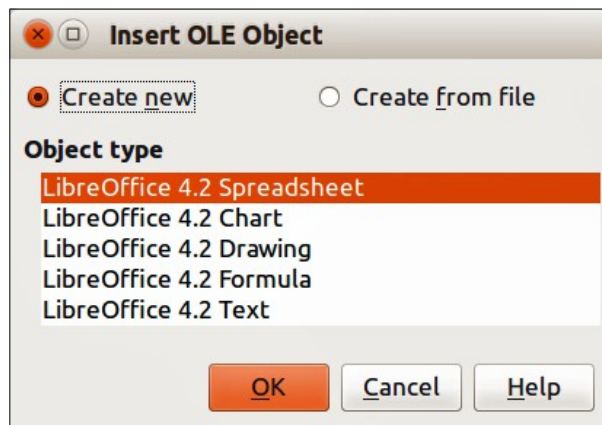 Insert OLE Object
Create new Create from file
Object type
LibreOffice 4.2 Spreadsheet
LibreOffice 4.2 Chart
LibreOffice 4.2 Drawing
LibreOffice 4.2 Formula
LibreOffice 4.2 Text
OK Cancel Help